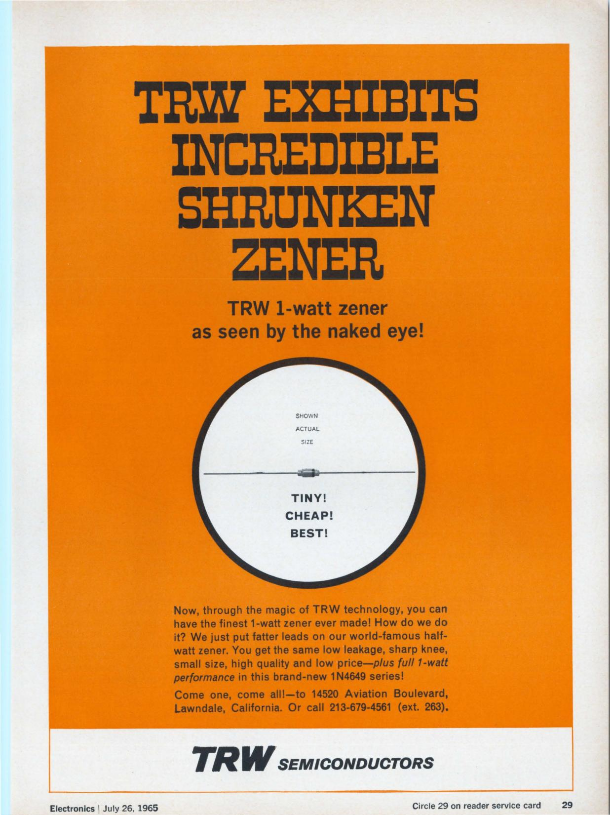 TRW EXHIBITS
INCREDIBLE
SHRUNKEN
ZENER
TRW 1-watt zener
as seen by the naked eye!
SHOWN
ACTUAL
SIZE
TINY!
CHEAP!
BEST!
Now, through the magic of TRW technology, you can
have the finest 1-watt zener ever made! How do we do
it? We just put fatter leads on our world-famous half-
watt zener. You get the same low leakage, sharp knee,
small size, high quality and low price—plus full 1-watt
performance in this brand-new 1N4649 series!
Come one, come all!—to 14520 Aviation Boulevard,
Lawndale, California. Or call 213-679-4561 (ext. 263).
TRW SEMICONDUCTORS
Electronics | July 26, 1965
Circle 29 on reader service card 29